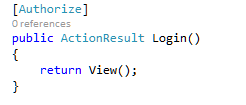 [Authorize]
0 references
public ActionResult Login()
{
    return View();
}